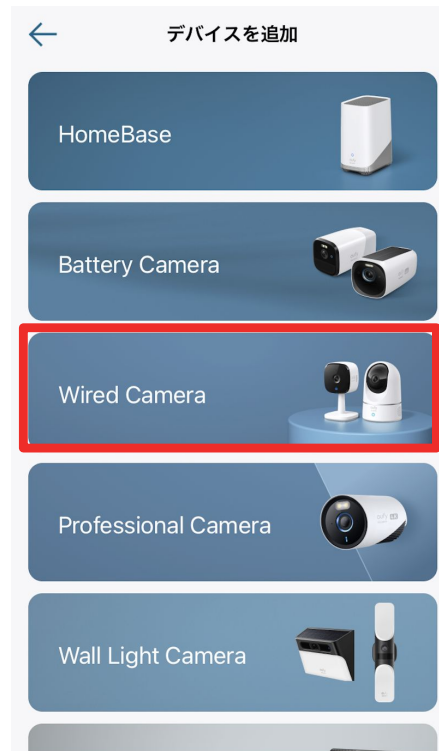 デバイスを追加
HomeBase
Battery Camera
Wired Camera
Professional Camera
Wall Light Camera